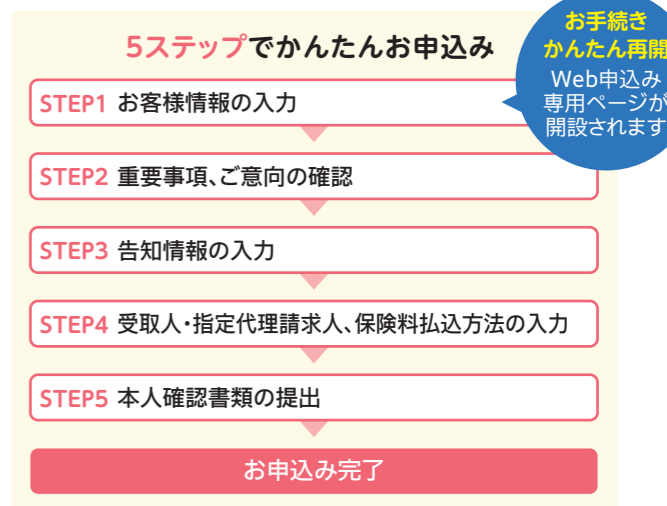 5ステップでかんたんお申込み
お手続き
かんたん再開
Web申込み
専用ページが
開設されます
STEP1 お客様情報の入力
STEP2 重要事項、ご意向の確認
STEP3 告知情報の入力
STEP4 受取人・指定代理請求人、保険料払込方法の入力
STEP5 本人確認書類の提出
お申込み完了